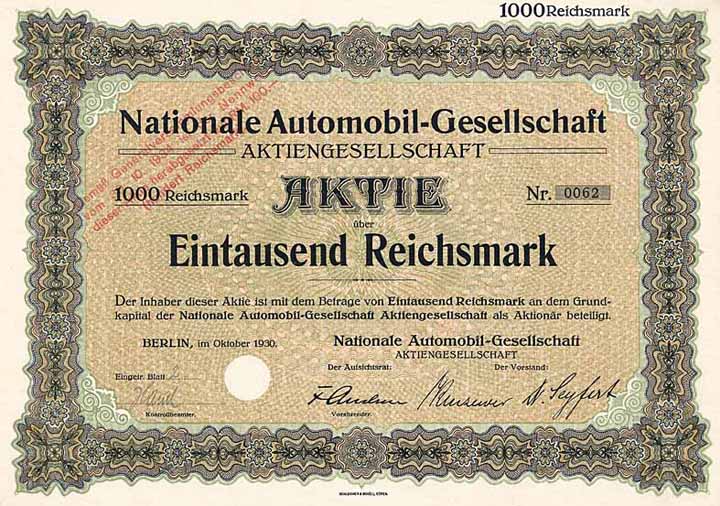 1000 Reichsmark
Nationale Automobil-Gesellschaft
AKTIENGESELLSCHAFT
1000 Reichsmark AKTIE Nr. 0062
über
Eintausend Reichsmark
Der Inhaber dieser Aktie ist mit dem Betrage von Eintausend Reichsmark an dem Grund-
kapital der Nationale Automobil-Gesellschaft Aktiengesellschaft als Aktionär beteiligt.
BERLIN, im Oktober 1930.
Nationale Automobil-Gesellschaft
AKTIENGESELLSCHAFT
Der Aufsichtsrat: Der Vorstand:
Eingetr. Blatt
Kontrollbeamter.
Vorsitzender.